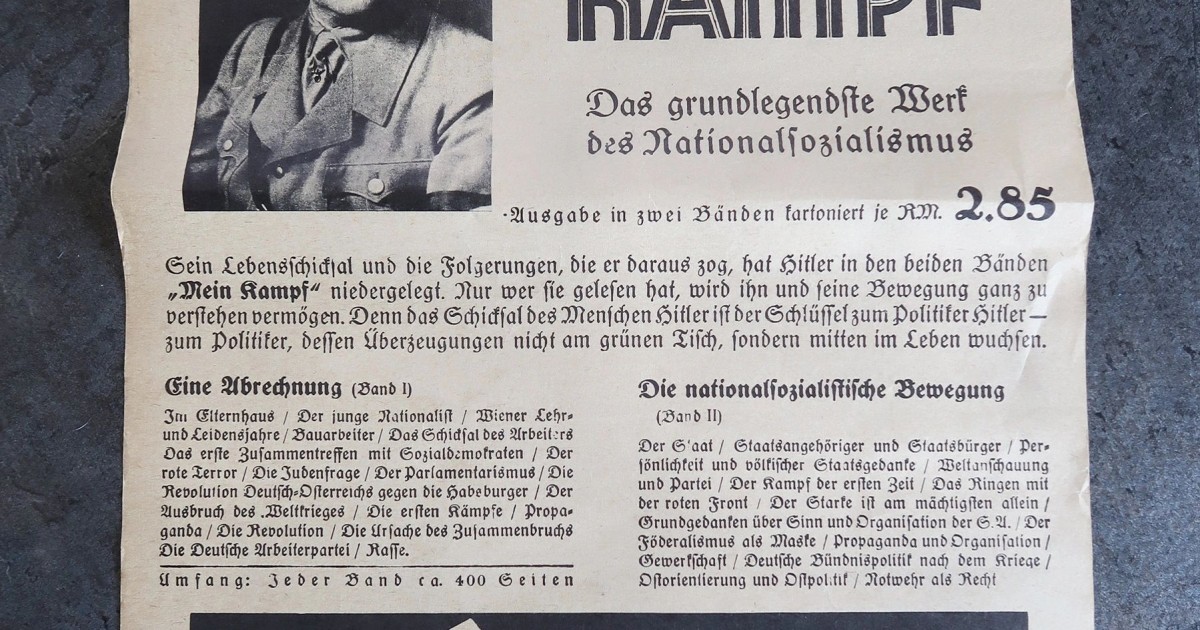 KAMPF
Das grundlegendste Werk
des Nationalsozialismus
-Ausgabe in zwei Bänden kartoniert je RM. 2.85
Sein Lebensschicksal und die Folgerungen, die er daraus zog, hat Hitler in den beiden Bänden
„Mein Kampf“ niedergelegt. Nur wer sie gelesen hat, wird ihn und seine Bewegung ganz zu
verstehen vermögen. Denn das Schicksal des Menschen Hitler ist der Schlüssel zum Politiker Hitler —
zum Politiker, dessen Überzeugungen nicht am grünen Tisch, sondern mitten im Leben wuchsen.
Eine Abrechnung (Band I)
Im Elternhaus / Der junge Nationalist / Wiener Lehr-
und Leidensjahre / Bauarbeiter / Das Schicksal des Arbeiters
Das erste Zusammentreffen mit Sozialdemokraten / Der
rote Terror / Die Judenfrage / Der Parlamentarismus / Die
Revolution Deutsch-Österreichs gegen die Habsburger / Der
Ausbruch des Weltkrieges / Die ersten Kämpfe / Propa-
ganda / Die Revolution / Die Ursache des Zusammenbruchs
Die Deutsche Arbeiterpartei / Rasse.
Umfang: Jeder Band ca. 400 Seiten
Die nationalsozialistische Bewegung
(Band II)
Der Staat / Staatsangehöriger und Staatsbürger / Per-
sönlichkeit und völkischer Staatsgedanke / Weltanschauung
und Partei / Der Kampf der ersten Zeit / Das Ringen mit
der roten Front / Der Starke ist am mächtigsten allein /
Grundgedanken über Sinn und Organisation der S.A. / Der
Föderalismus als Maske / Propaganda und Organisation /
Gewerkschaft / Deutsche Bündnispolitik nach dem Kriege /
Ostorientierung und Ostpolitik / Notwehr als Recht